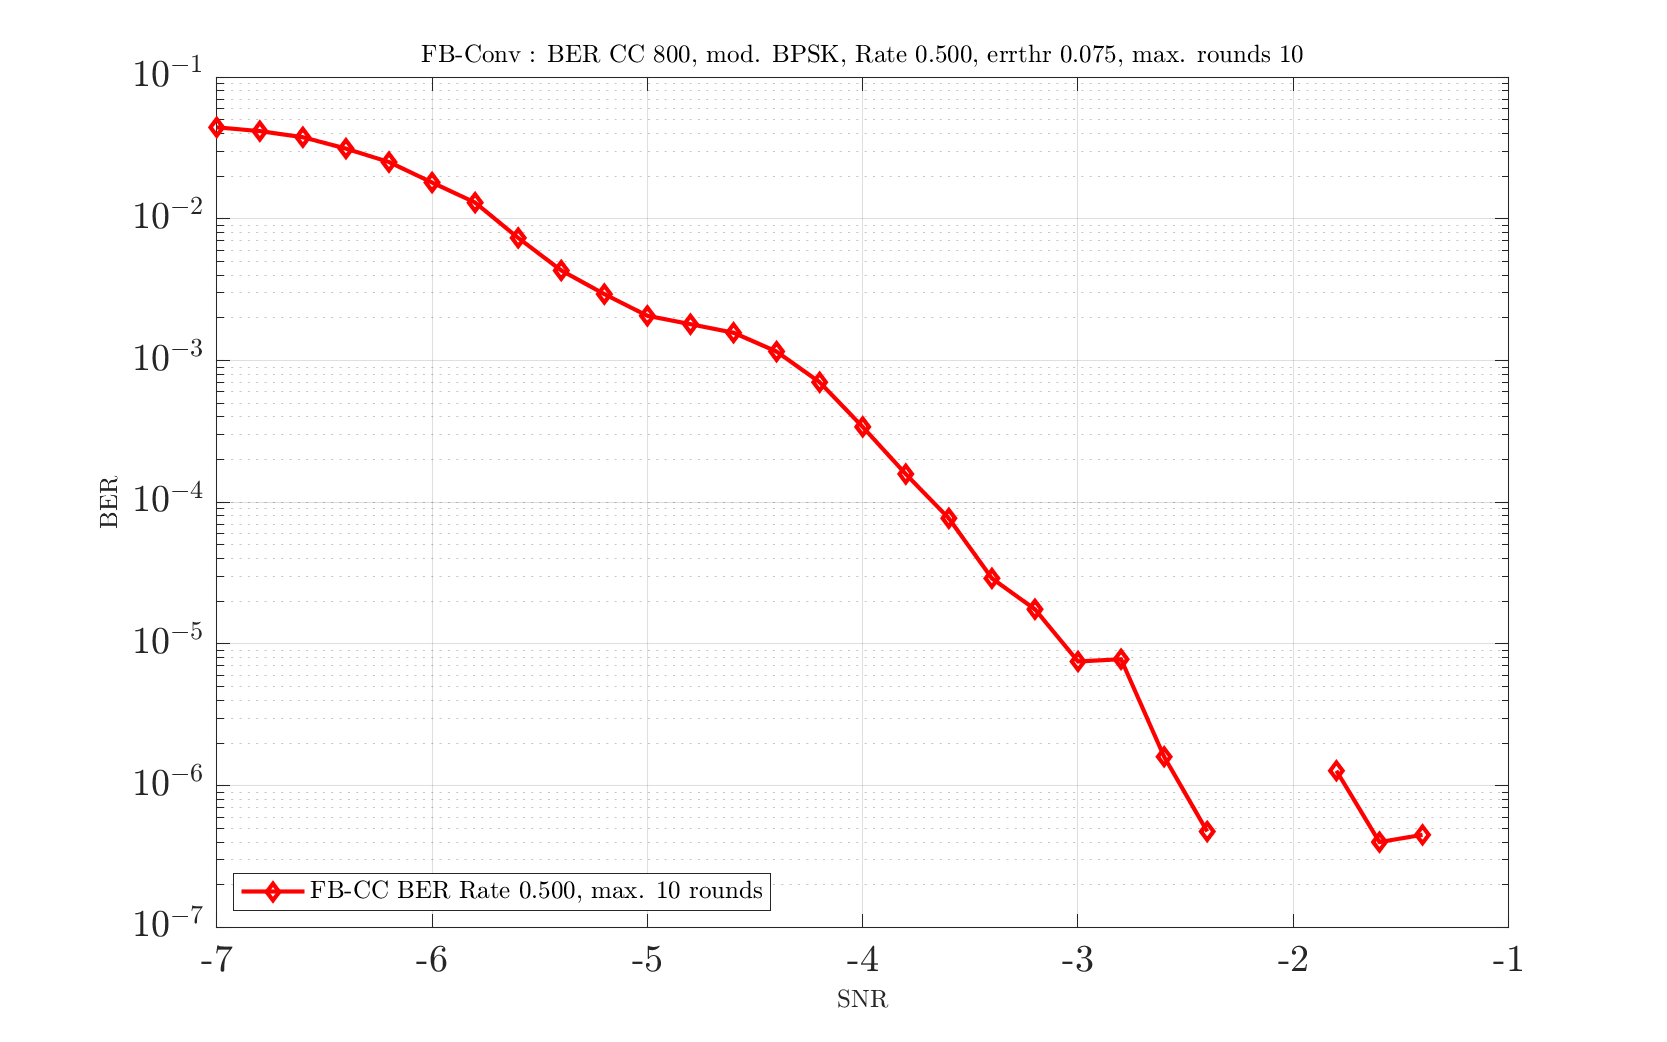 FB-Conv : BER CC 800, mod. BPSK, Rate 0.500, errthr 0.075, max. rounds 10
10^{-1}
10^{-2}
10^{-3}
10^{-4}
10^{-5}
10^{-6}
10^{-7}
BER
FB-CC BER Rate 0.500, max. 10 rounds
-7 -6 -5 -4 -3 -2 -1
SNR